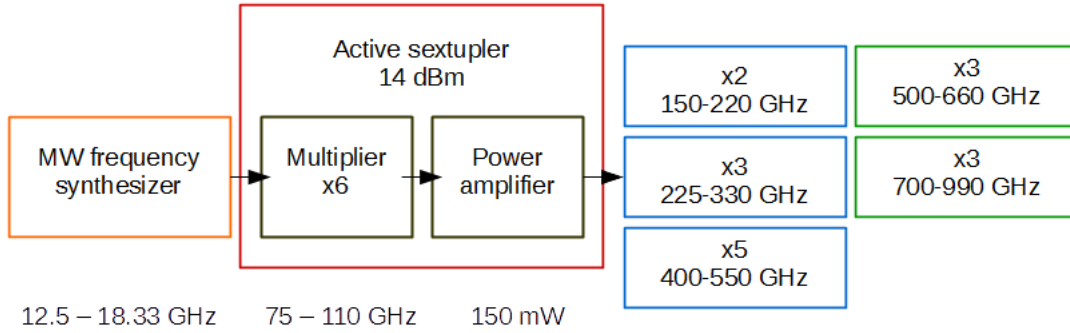 Active sextupler
14 dBm
MW frequency
synthesizer
Multiplier
x6
Power
amplifier
x2
150-220 GHz
x3
500-660 GHz
x3
225-330 GHz
x3
700-990 GHz
x5
400-550 GHz
12.5 – 18.33 GHz
75 – 110 GHz
150 mW